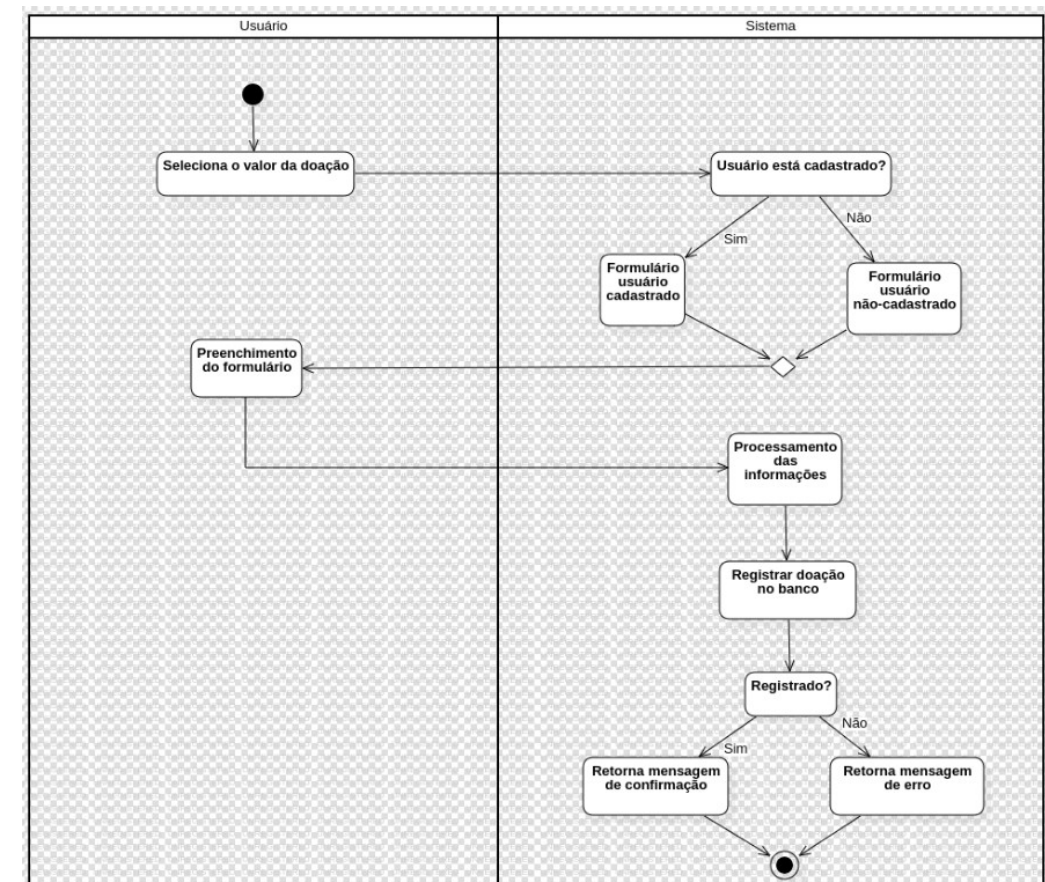 Usuário
Sistema
Seleciona o valor da doação
Usuário está cadastrado?
Sim
Não
Formulário
usuário
cadastrado
Formulário
usuário
não-cadastrado
Preenchimento
do formulário
Processamento
das
informações
Registrar doação
no banco
Registrado?
Sim
Não
Retorna mensagem
de confirmação
Retorna mensagem
de erro